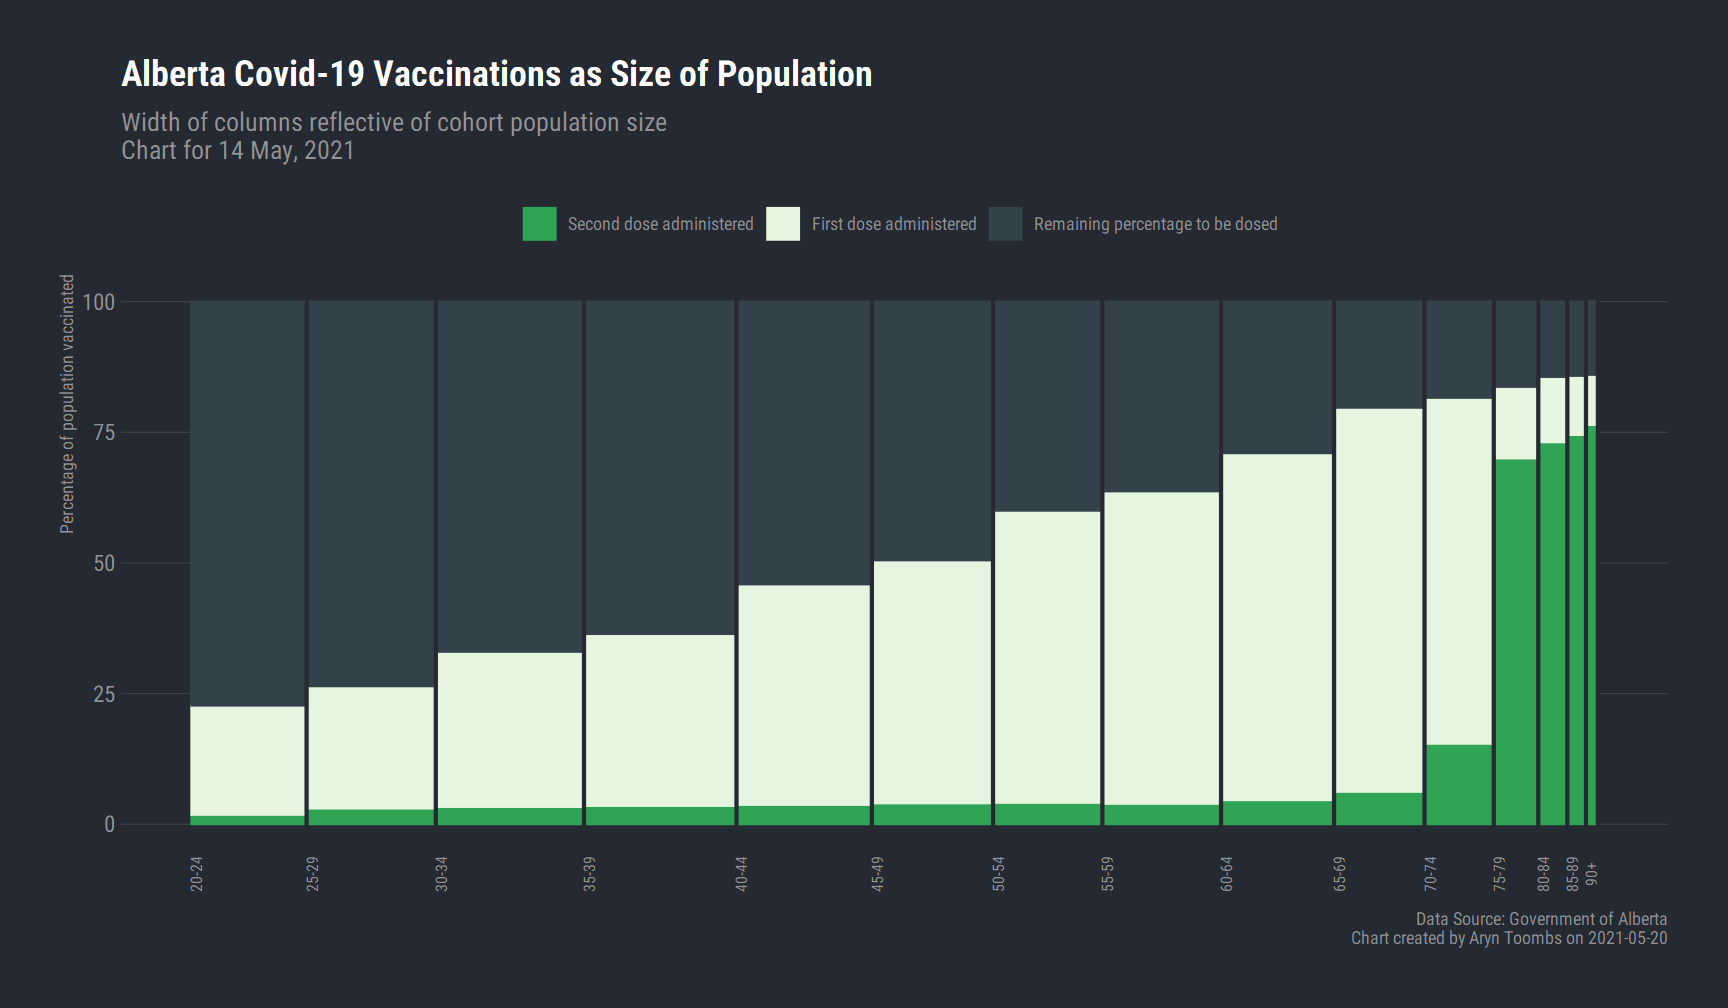 Alberta Covid-19 Vaccinations as Size of Population
Width of columns reflective of cohort population size
Chart for 14 May, 2021
Second dose administered
First dose administered
Remaining percentage to be dosed
Percentage of population vaccinated
100
75
50
25
0
20-24
25-29
30-34
35-39
40-44
45-49
50-54
55-59
60-64
65-69
70-74
75-79
80-84
85-89
90+
Data Source: Government of Alberta
Chart created by Aryn Toombs on 2021-05-20